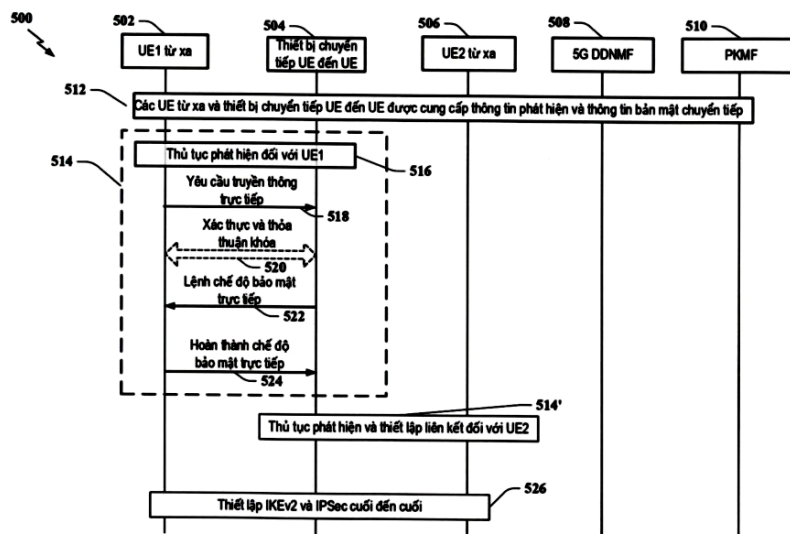 500
502
504
506
508
510
UE1 từ xa
Thiết bị chuyển
tiếp UE đến UE
UE2 từ xa
5G DDNMF
PKMF
512
Các UE từ xa và thiết bị chuyển tiếp UE đến UE được cung cấp thông tin phát hiện và thông tin bản mật chuyển tiếp
514
Thủ tục phát hiện đối với UE1
516
Yêu cầu truyền thông
trực tiếp
518
Xác thực và thỏa
thuận khóa
520
Lệnh chế độ bảo mật
trực tiếp
522
Hoàn thành chế độ
bảo mật trực tiếp
524
514'
Thủ tục phát hiện và thiết lập liên kết đối với UE2
526
Thiết lập IKEv2 và IPSec cuối đến cuối